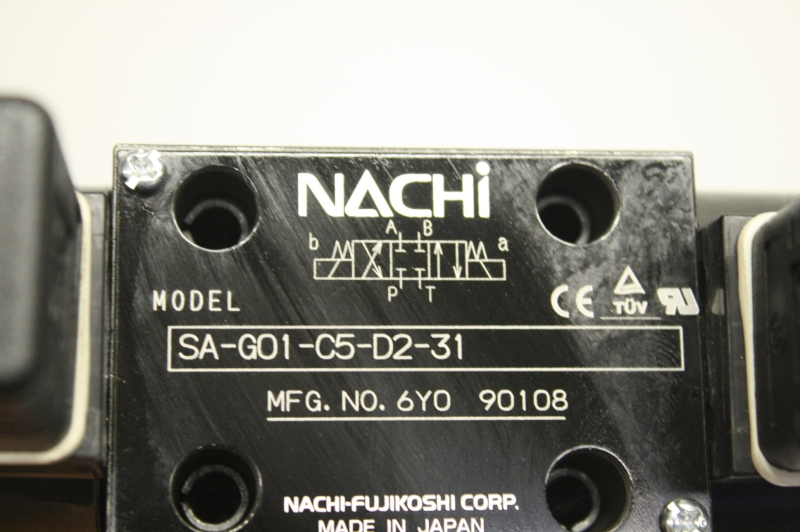 NACHi
A B
b a
P T
MODEL
CE TÜV RU
SA-G01-C5-D2-31
MFG. NO. 6Y0 90108
NACHI-FUJIKOSHI CORP.
MADE IN JAPAN